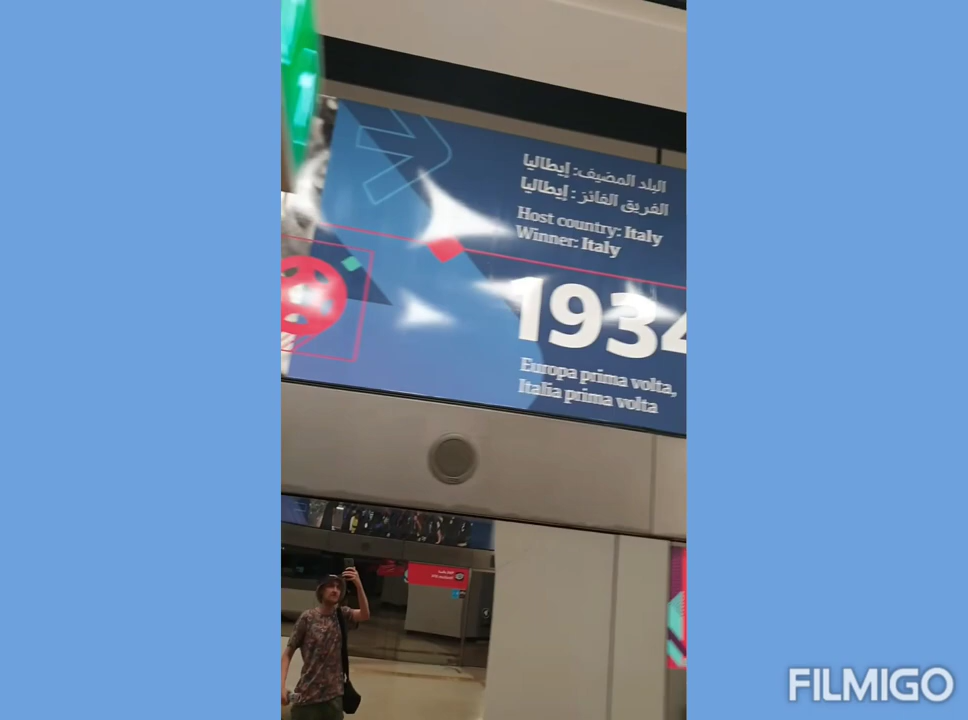 البلد المضيف: إيطاليا
الفريق الفائز : إيطاليا
Host country: Italy
Winner: Italy
1934
Europa prima volta,
Italia prima volta
FILMIGO